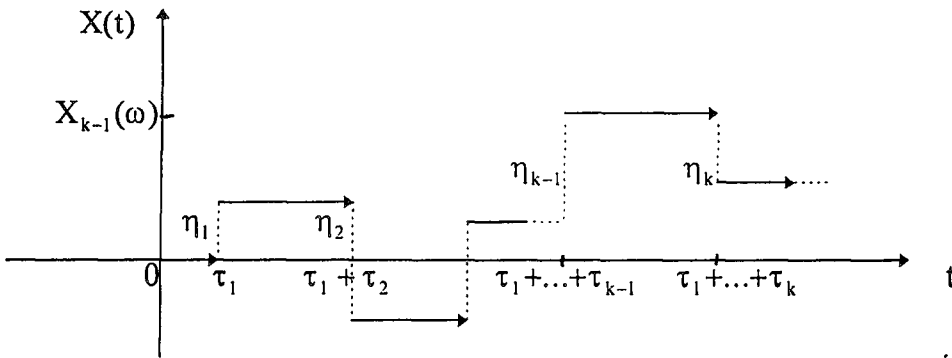 X(t)
X_{k-1}(ω)
η_{k-1} η_k
η_1 η_2
0 τ_1 τ_1 + τ_2 τ_1 +...+τ_{k-1} τ_1 +...+τ_k t